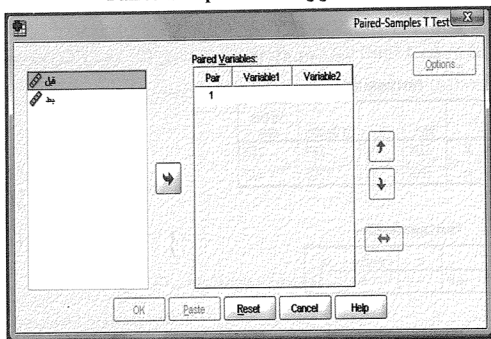 Paired-Samples T Test
Paired Variables:
Pair Variable1 Variable2
1
قبل
بعد
Options...
OK Paste Reset Cancel Help